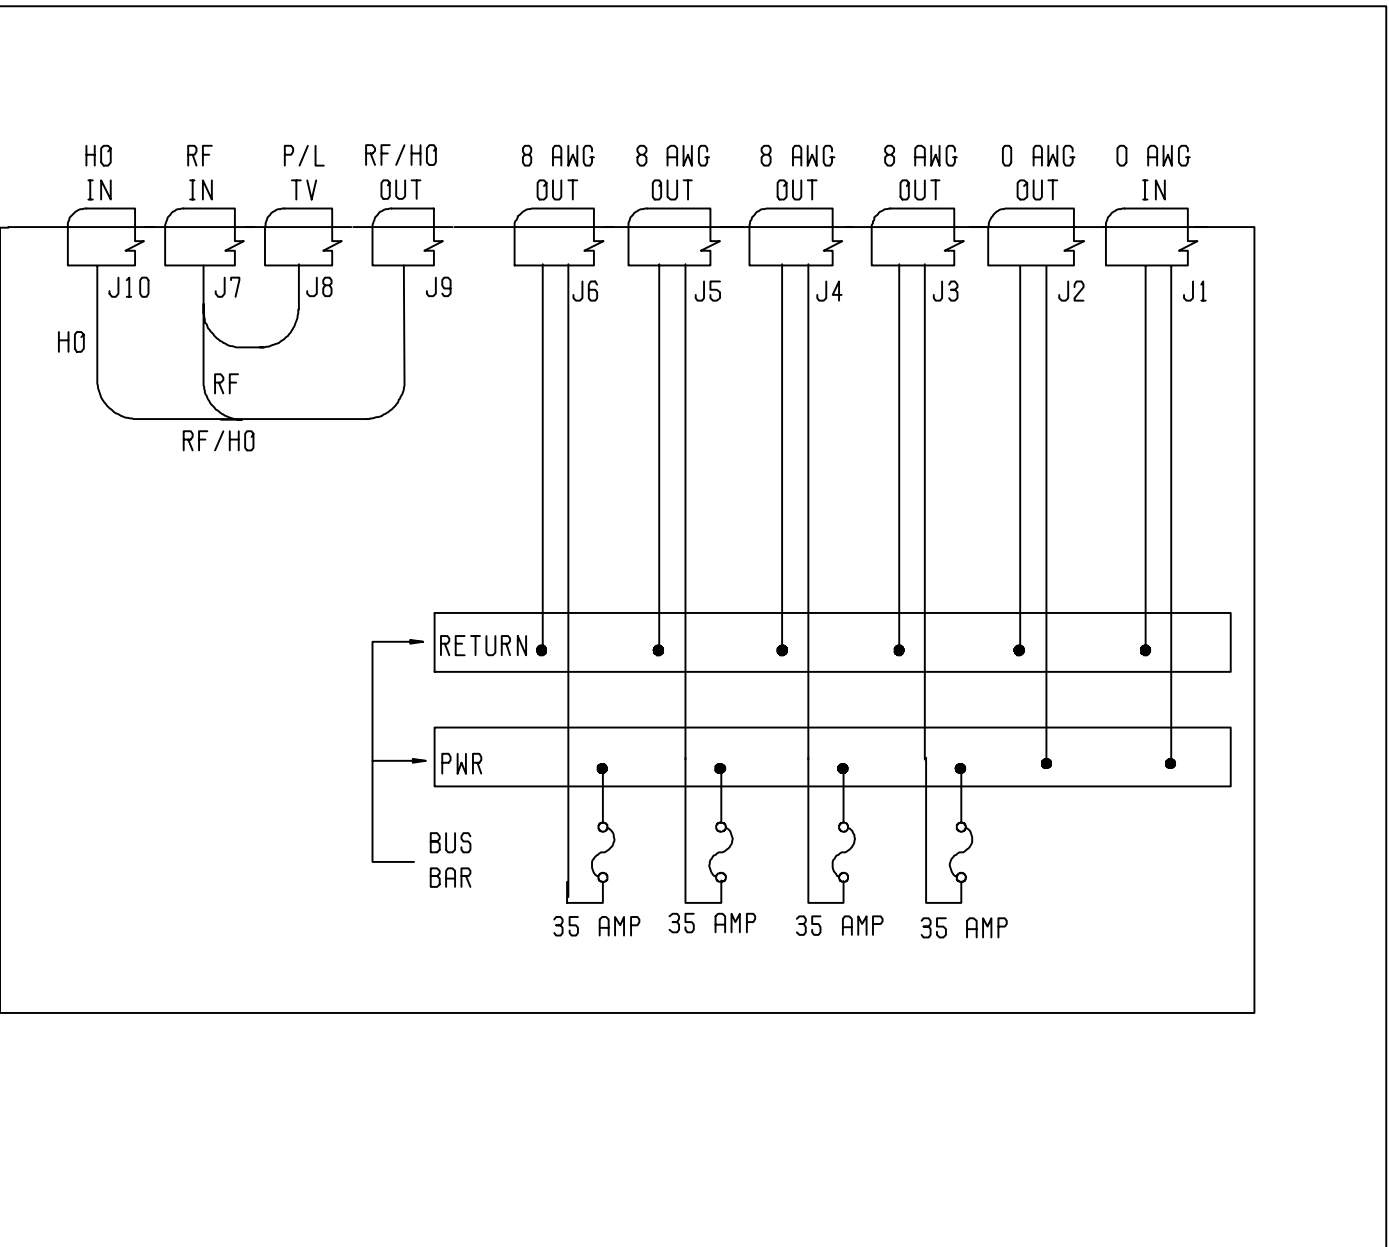 HO IN
RF IN
P/L TV
RF/HO OUT
8 AWG OUT
8 AWG OUT
8 AWG OUT
8 AWG OUT
0 AWG OUT
0 AWG IN
J10
J7
J8
J9
J6
J5
J4
J3
J2
J1
HO
RF
RF/HO
RETURN
PWR
BUS
BAR
35 AMP
35 AMP
35 AMP
35 AMP